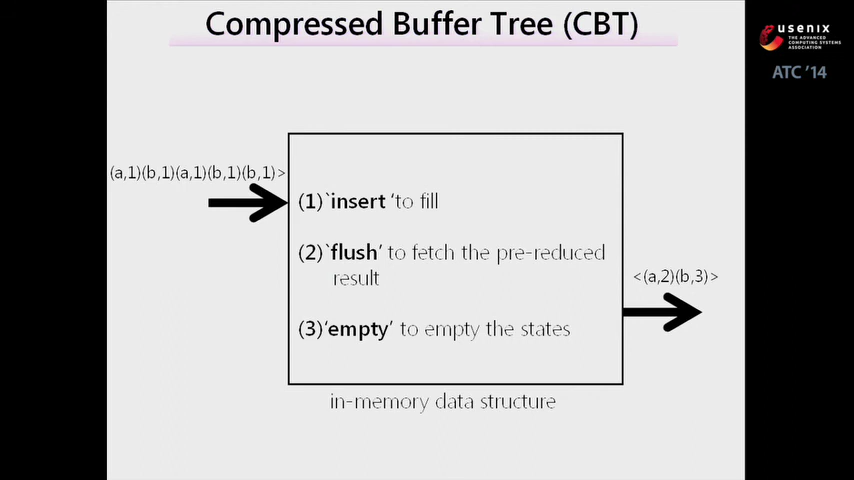 Compressed Buffer Tree (CBT)
usenix
THE ADVANCED
COMPUTING SYSTEMS
ASSOCIATION
ATC '14
(a,1)(b,1)(a,1)(b,1)(b,1)>
(1)`insert 'to fill
(2)`flush' to fetch the pre-reduced
result
<(a,2)(b,3)>
(3)'empty' to empty the states
in-memory data structure